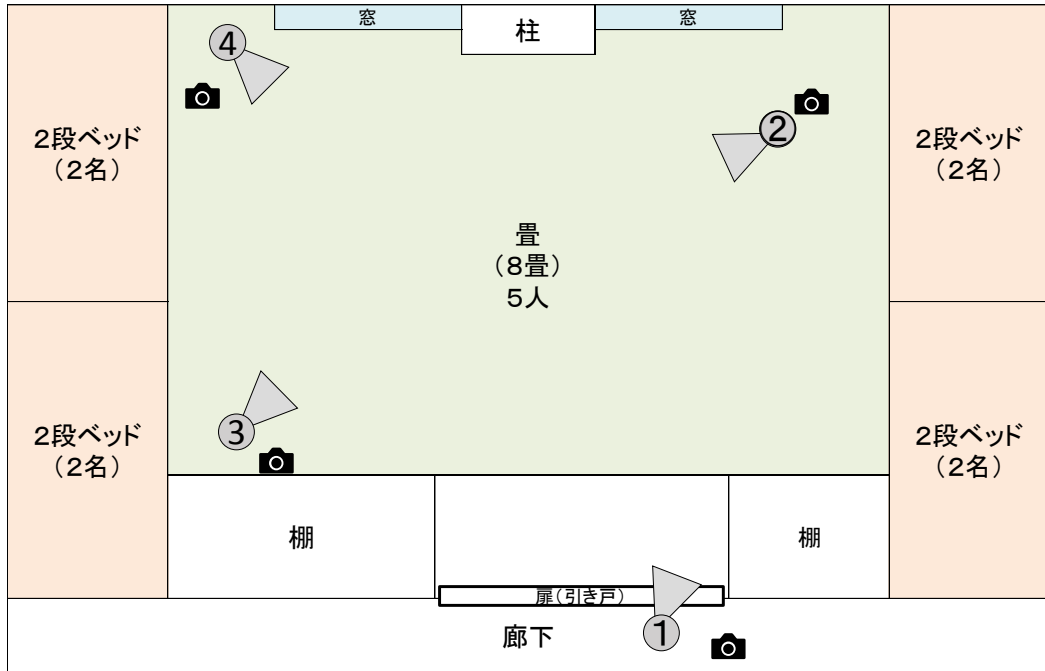 窓
柱
窓
④
②
2段ベッド
(2名)
2段ベッド
(2名)
畳
(8畳)
5人
③
2段ベッド
(2名)
2段ベッド
(2名)
棚
棚
扉(引き戸)
廊下
①